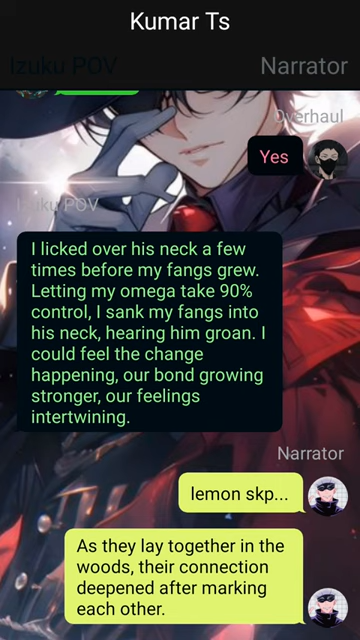 Kumar Ts
Izuku POV
Narrator
Overhaul
Yes
Izuku POV
I licked over his neck a few
times before my fangs grew.
Letting my omega take 90%
control, I sank my fangs into
his neck, hearing him groan. I
could feel the change
happening, our bond growing
stronger, our feelings
intertwining.
Narrator
lemon skp...
As they lay together in the
woods, their connection
deepened after marking
each other.